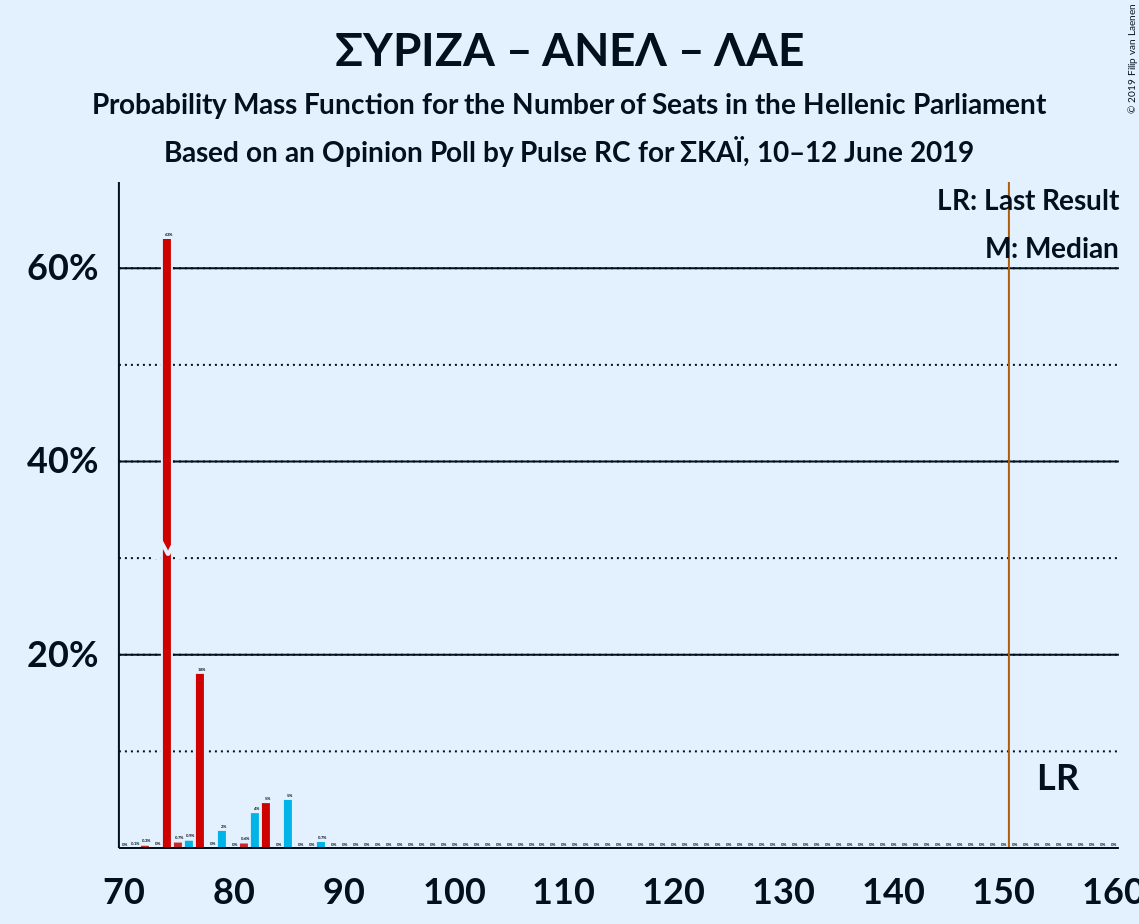 ΣΥΡΙΖΑ – ΑΝΕΛ – ΛΑΕ
Probability Mass Function for the Number of Seats in the Hellenic Parliament
Based on an Opinion Poll by Pulse RC for ΣΚΑΪ, 10–12 June 2019
© 2019 Filip van Laenen
LR: Last Result
M: Median
60%
40%
20%
LR
70 80 90 100 110 120 130 140 150 160